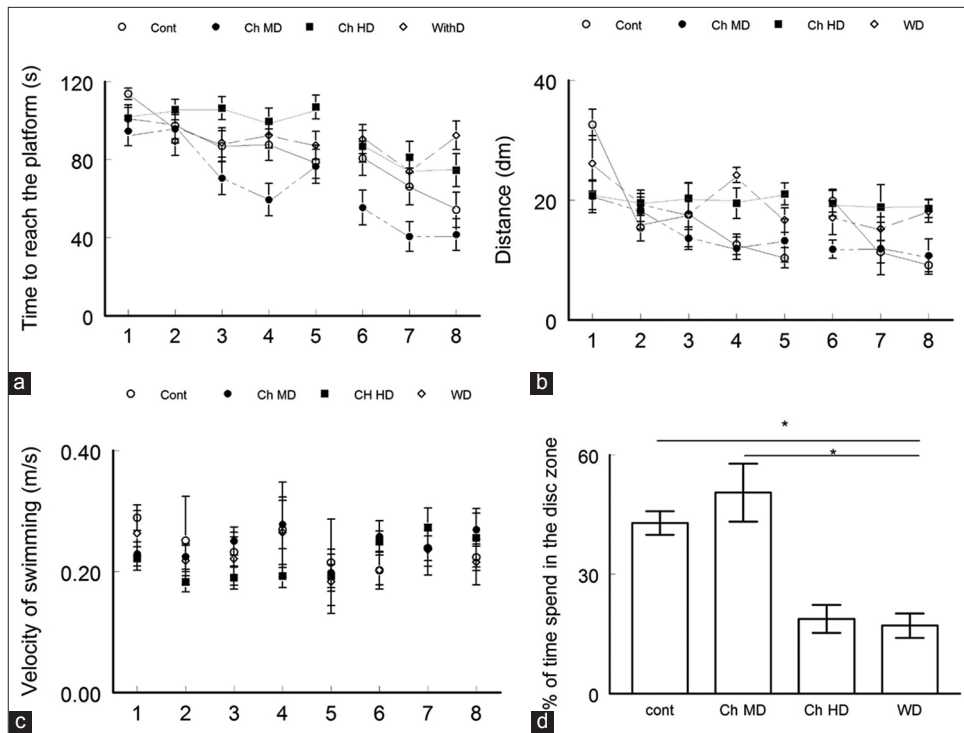 Cont Ch MD Ch HD WithD
Time to reach the platform (s)
120
80
40
0
1 2 3 4 5 6 7 8
a
Cont Ch MD Ch HD WD
Distance (dm)
40
20
0
1 2 3 4 5 6 7 8
b
Cont Ch MD CH HD WD
Velocity of swimming (m/s)
0.40
0.20
0.00
1 2 3 4 5 6 7 8
c
% of time spend in the disc zone
*
*
60
30
0
cont Ch MD Ch HD WD
d